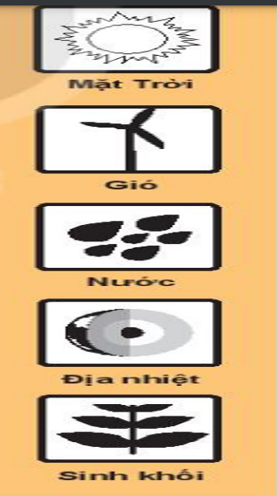 Mặt Trời
Gió
Nước
Địa nhiệt
Sinh khối